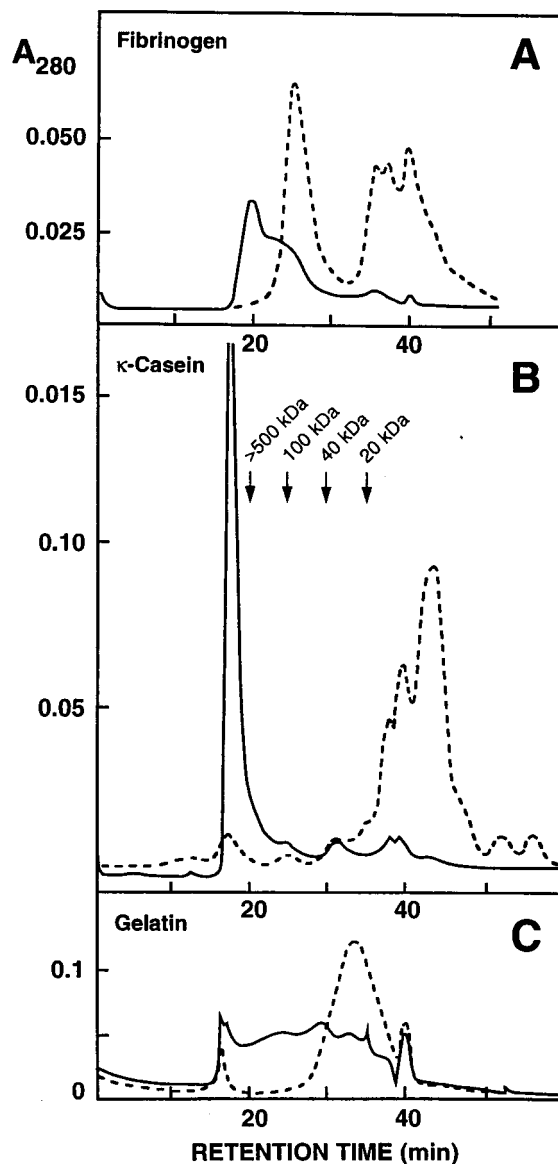 Fibrinogen
A
A280
0.050
0.025
20
40
κ-Casein
B
0.015
>500 kDa
100 kDa
40 kDa
20 kDa
0.10
0.05
20
40
Gelatin
C
0.1
0
20
40
RETENTION TIME (min)